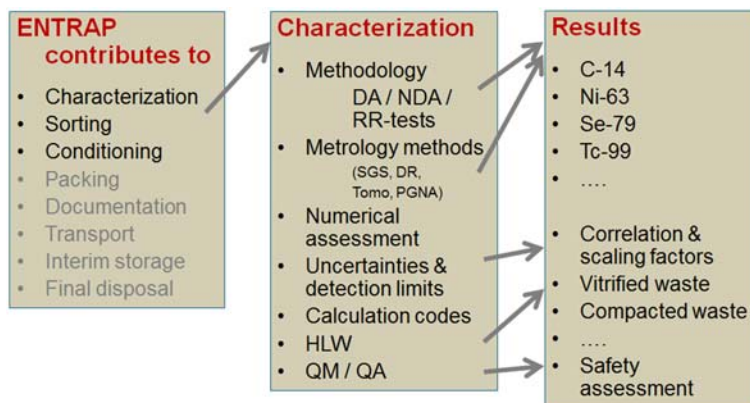 ENTRAP
contributes to
• Characterization
• Sorting
• Conditioning
• Packing
• Documentation
• Transport
• Interim storage
• Final disposal
Characterization
• Methodology
DA / NDA /
RR-tests
• Metrology methods
(SGS, DR,
Tomo, PGNA)
• Numerical
assessment
• Uncertainties &
detection limits
• Calculation codes
• HLW
• QM / QA
Results
• C-14
• Ni-63
• Se-79
• Tc-99
• ....
• Correlation &
scaling factors
• Vitrified waste
• Compacted waste
• ....
• Safety
assessment